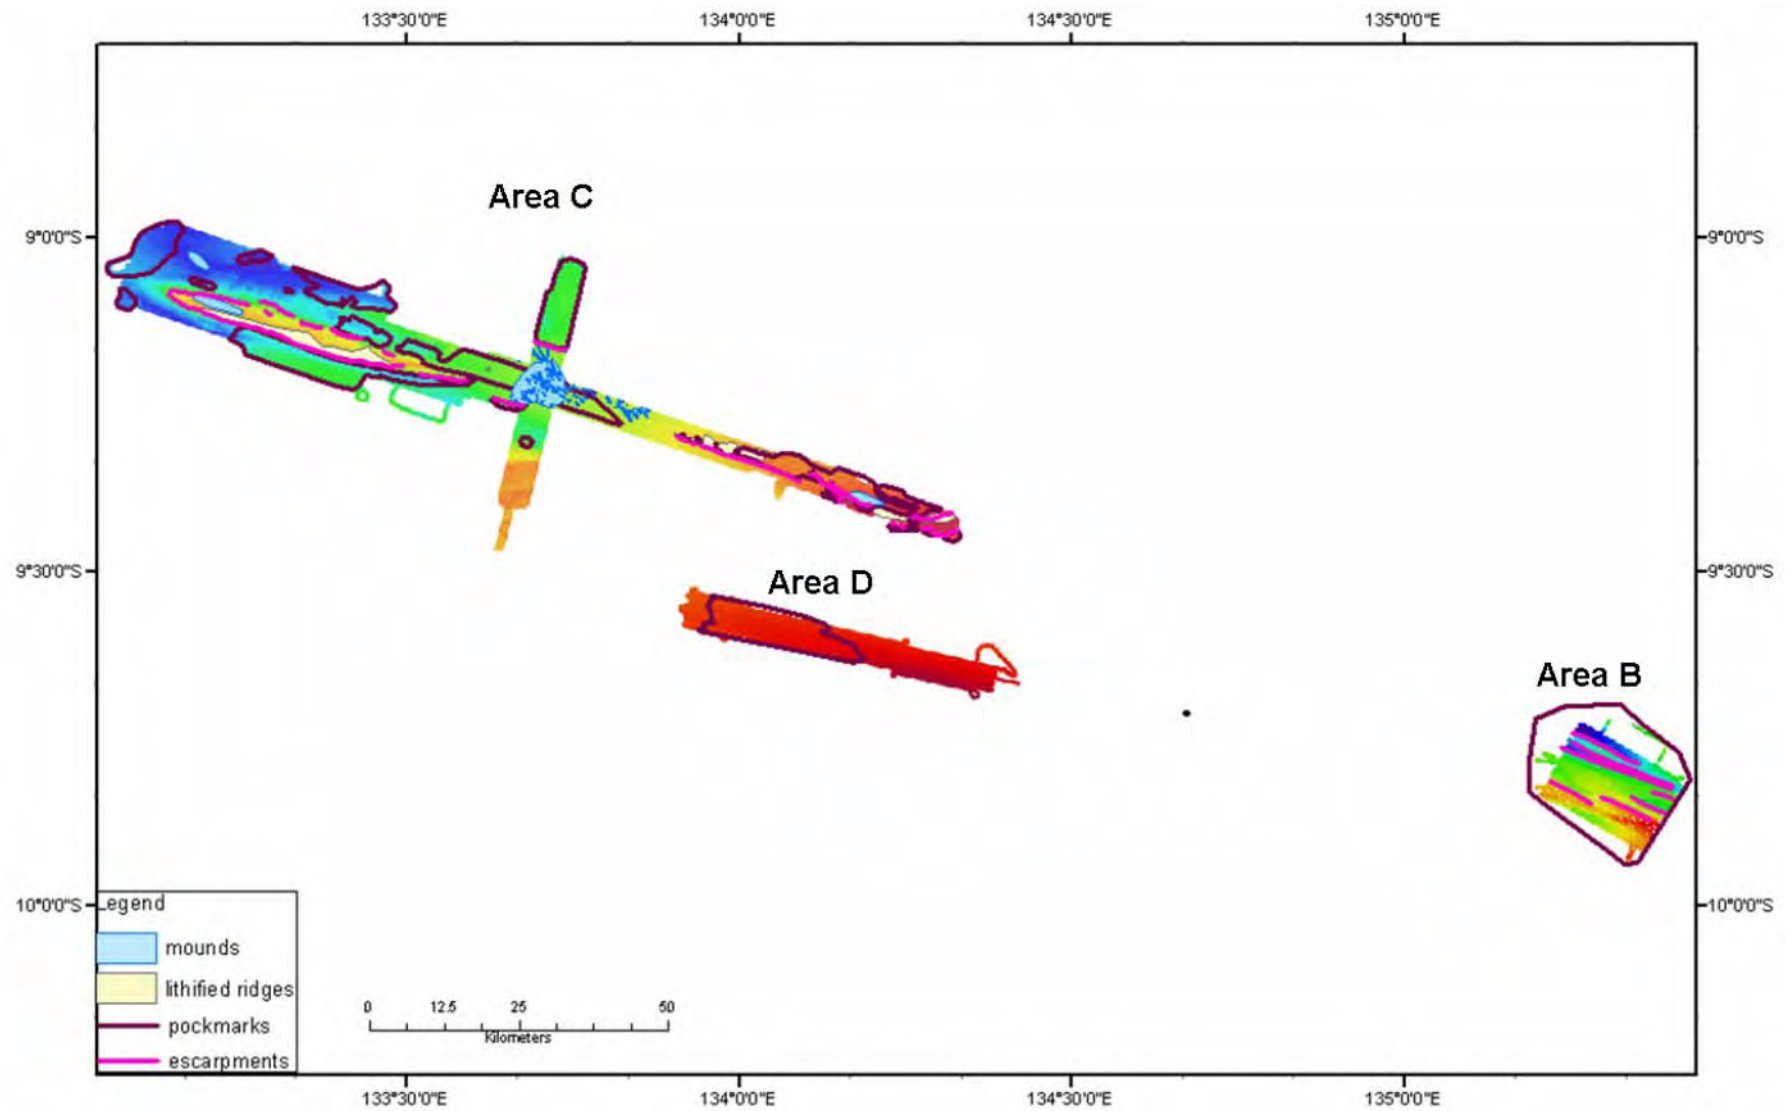 133°30'0"E 134°0'0"E 134°30'0"E 135°0'0"E
Area C
9°0'0"S 9°0'0"S
9°30'0"S 9°30'0"S
Area D
Area B
10°0'0"S 10°0'0"S
Legend
mounds
lithified ridges
pockmarks
escarpments
0 12.5 25 50
Kilometers
133°30'0"E 134°0'0"E 134°30'0"E 135°0'0"E